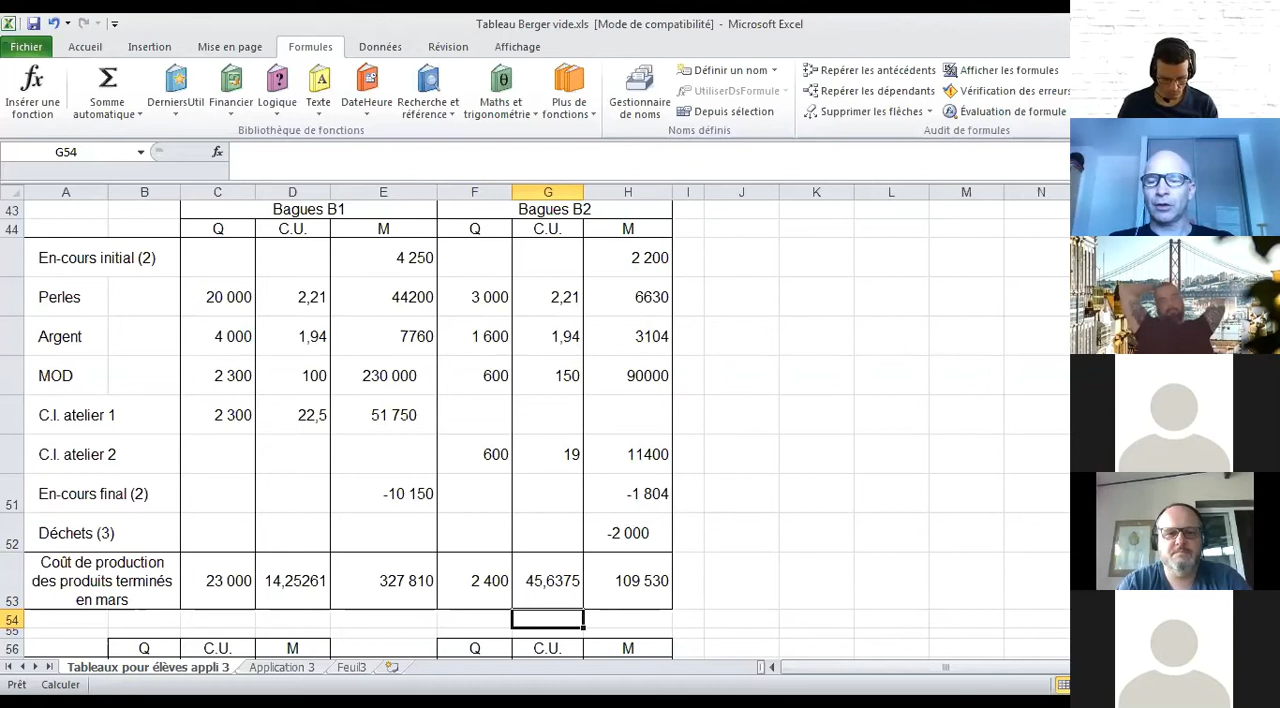 Tableau Bergerande.xls [Mode de compatibilité] - Microsoft Excel
Fichier Accueil Insertion Mise en page Formules Données Révision Affichage
fx Insérer une fonction
Σ Somme automatique
DerniersUtil Financier Logique Texte DateHeure
erche et rérence
θ Maths et trigonométrie
Plus de fonctions
Bibliothèque de fonctions
Gestionnaire de noms
Définir un nom
UtiliserDsFormule
Depuis sélection
Noms définis
Repérer les antécédents
Repérer les dépendants
Supprimer les flèches
Afficher les formules
Vérification des erreurs
Évaluation de formule
Audit de formules
G54 fx
A B C D E F G H I J K L M N
43 Bagues B1 Bagues B2
44 Q C.U. M Q C.U. M
En-cours initial (2) 4 250 2 200
Perles 20 000 2,21 44200 3 000 2,21 6630
Argent 4 000 1,94 7760 1 600 1,94 3104
MOD 2 300 100 230 000 600 150 90000
C.I. atelier 1 2 300 22,5 51 750
C.I. atelier 2 600 19 11400
51 En-cours final (2) -10 150 -1 804
52 Déchets (3) -2 000
Coût de production
des produits terminés 23 000 14,25261 327 810 2 400 45,6375 109 530
53 en mars
54
55
56 Q C.U. M Q C.U. M
Tableaux pour élèves appli 3 Application 3 Feuil3
Prêt Calculer